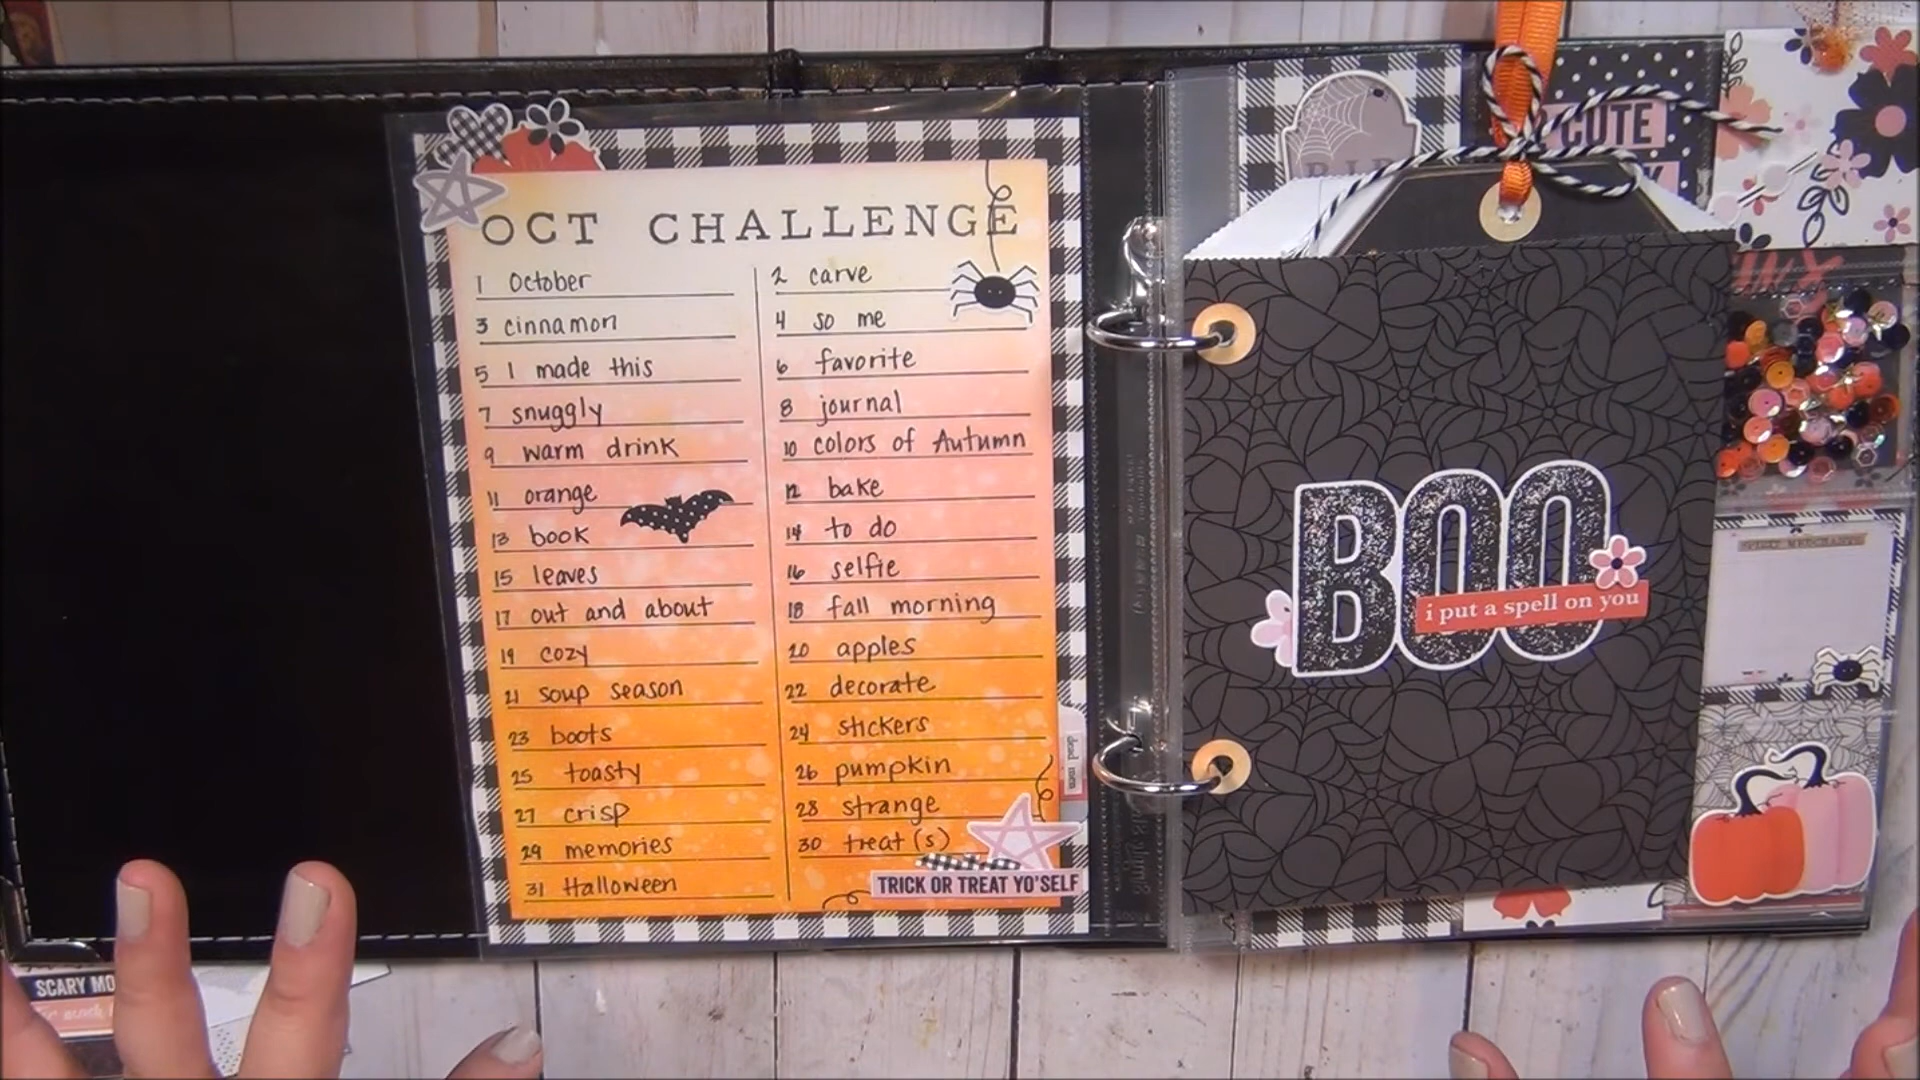 OCT CHALLENGE
1 October
2 carve
3 cinnamon
4 so me
5 I made this
6 favorite
7 snuggly
8 journal
9 warm drink
10 colors of Autumn
11 orange
12 bake
13 book
14 to do
15 leaves
16 selfie
17 out and about
18 fall morning
19 cozy
20 apples
21 soup season
22 decorate
23 boots
24 stickers
25 toasty
26 pumpkin
27 crisp
28 strange
29 memories
30 treat(s)
31 Halloween
TRICK OR TREAT YO'SELF
R.I.P
CUTE
BOO
i put a spell on you
SCARY MO